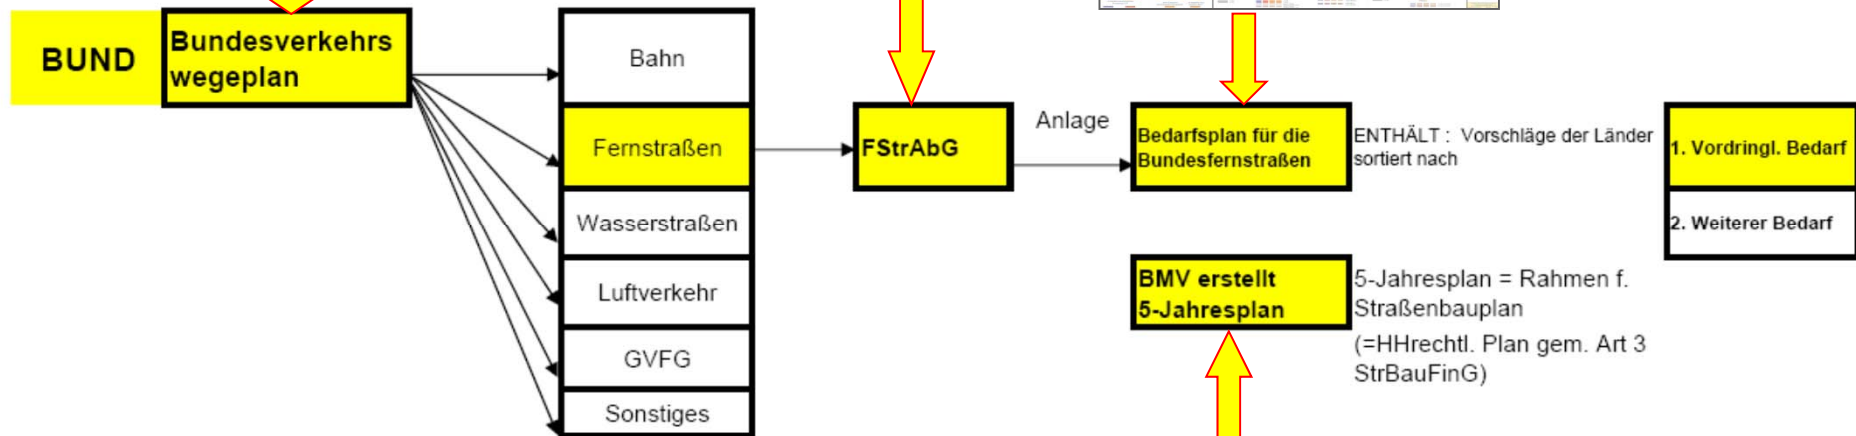 BUND
Bundesverkehrs
wegeplan
Bahn
Fernstraßen
Wasserstraßen
Luftverkehr
GVFG
Sonstiges
FStrAbG
Anlage
Bedarfsplan für die
Bundesfernstraßen
ENTHÄLT : Vorschläge der Länder
sortiert nach
1. Vordringl. Bedarf
2. Weiterer Bedarf
BMV erstellt
5-Jahresplan
5-Jahresplan = Rahmen f.
Straßenbauplan
(=HHrechtl. Plan gem. Art 3
StrBauFinG)